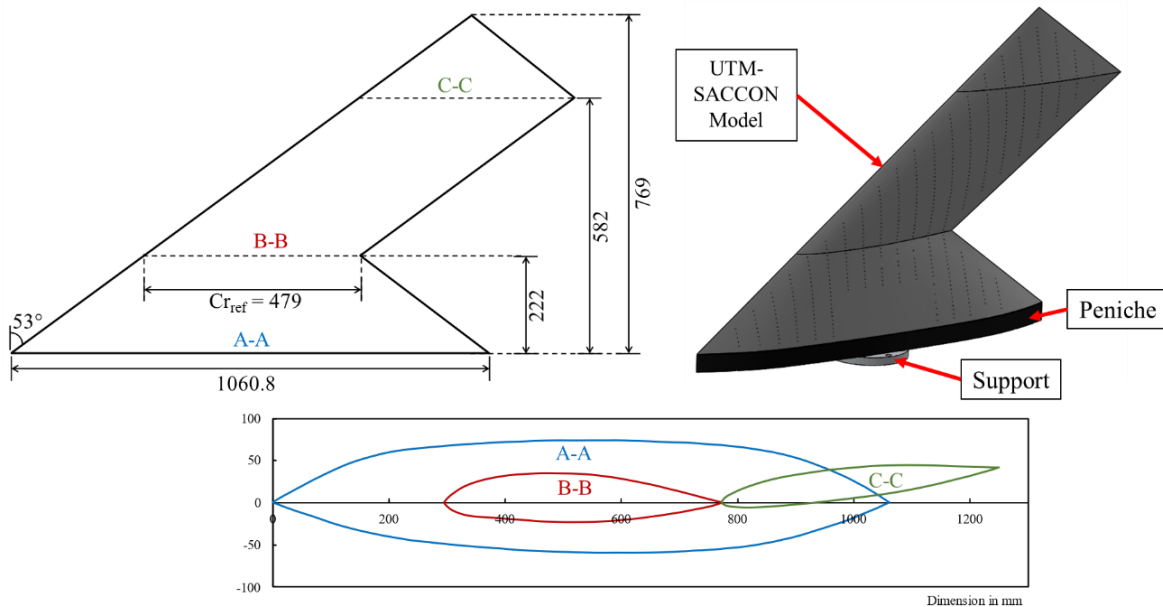 C-C
B-B
Cr_ref = 479
53°
A-A
1060.8
222
582
769
UTM-
SACCON
Model
Peniche
Support
100
50
0
-50
-100
A-A
B-B
C-C
0
200
400
600
800
1000
1200
Dimension in mm